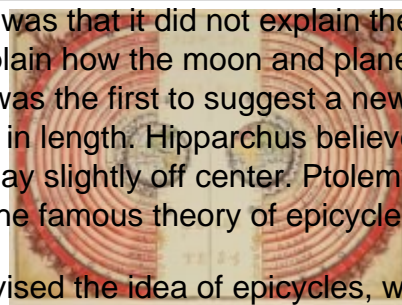 was that it did not explain the
plain how the moon and plane
was the first to suggest a new
in length. Hipparchus believe
ay slightly off center. Ptolem
he famous theory of epicycle
vised the idea of epicycles, w